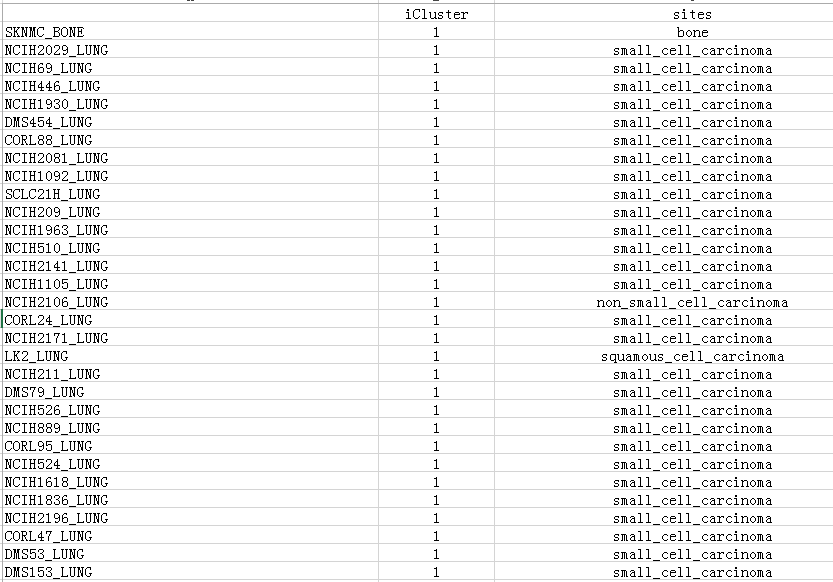 iCluster sites
SKNMC_BONE 1 bone
NCIH2029_LUNG 1 small_cell_carcinoma
NCIH69_LUNG 1 small_cell_carcinoma
NCIH446_LUNG 1 small_cell_carcinoma
NCIH1930_LUNG 1 small_cell_carcinoma
DMS454_LUNG 1 small_cell_carcinoma
CORL88_LUNG 1 small_cell_carcinoma
NCIH2081_LUNG 1 small_cell_carcinoma
NCIH1092_LUNG 1 small_cell_carcinoma
SCLC21H_LUNG 1 small_cell_carcinoma
NCIH209_LUNG 1 small_cell_carcinoma
NCIH1963_LUNG 1 small_cell_carcinoma
NCIH510_LUNG 1 small_cell_carcinoma
NCIH2141_LUNG 1 small_cell_carcinoma
NCIH1105_LUNG 1 small_cell_carcinoma
NCIH2106_LUNG 1 non_small_cell_carcinoma
CORL24_LUNG 1 small_cell_carcinoma
NCIH2171_LUNG 1 small_cell_carcinoma
LK2_LUNG 1 squamous_cell_carcinoma
NCIH211_LUNG 1 small_cell_carcinoma
DMS79_LUNG 1 small_cell_carcinoma
NCIH526_LUNG 1 small_cell_carcinoma
NCIH889_LUNG 1 small_cell_carcinoma
CORL95_LUNG 1 small_cell_carcinoma
NCIH524_LUNG 1 small_cell_carcinoma
NCIH1618_LUNG 1 small_cell_carcinoma
NCIH1836_LUNG 1 small_cell_carcinoma
NCIH2196_LUNG 1 small_cell_carcinoma
CORL47_LUNG 1 small_cell_carcinoma
DMS53_LUNG 1 small_cell_carcinoma
DMS153_LUNG 1 small_cell_carcinoma